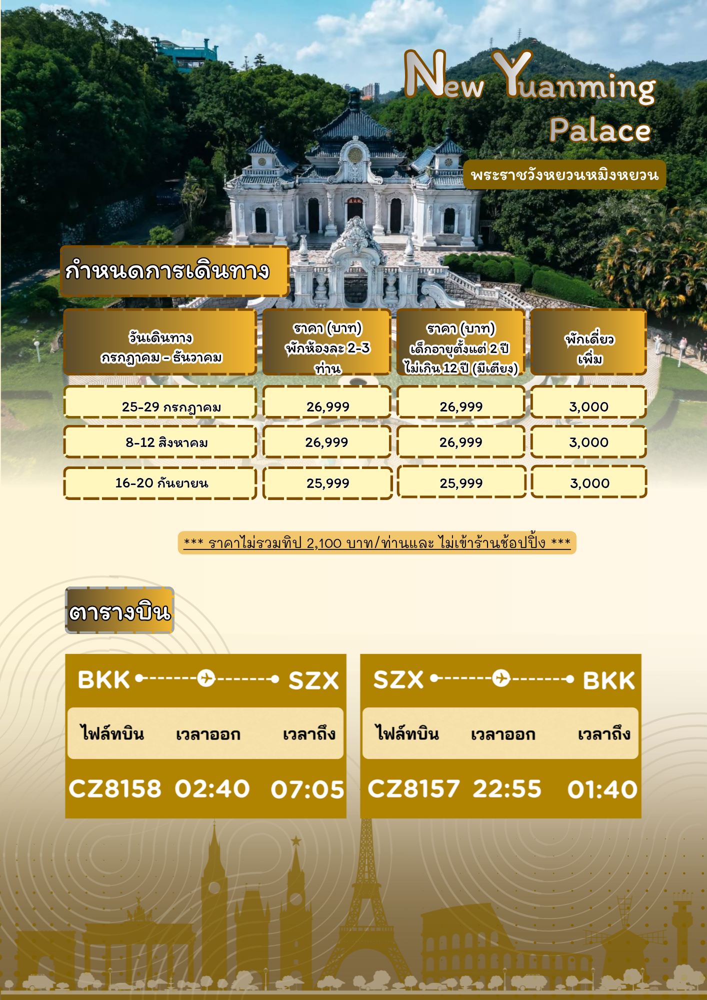 New Yuanming
Palace
พระราชวังหยวนหมิงหยวน
กำหนดการเดินทาง
วันเดินทาง
กรกฎาคม - ธันวาคม
ราคา (บาท)
พักห้องละ 2-3
ท่าน
ราคา (บาท)
เด็กอายุตั้งแต่ 2 ปี
ไม่เกิน 12 ปี (มีเตียง)
พักเดี่ยว
เพิ่ม
25-29 กรกฎาคม 26,999 26,999 3,000
8-12 สิงหาคม 26,999 26,999 3,000
16-20 กันยายน 25,999 25,999 3,000
*** ราคาไม่รวมทิป 2,100 บาท/ท่านและ ไม่เข้าร้านช้อปปิ้ง ***
ตารางบิน
BKK SZX
ไฟล์ทบิน เวลาออก เวลาถึง
CZ8158 02:40 07:05
SZX BKK
ไฟล์ทบิน เวลาออก เวลาถึง
CZ8157 22:55 01:40